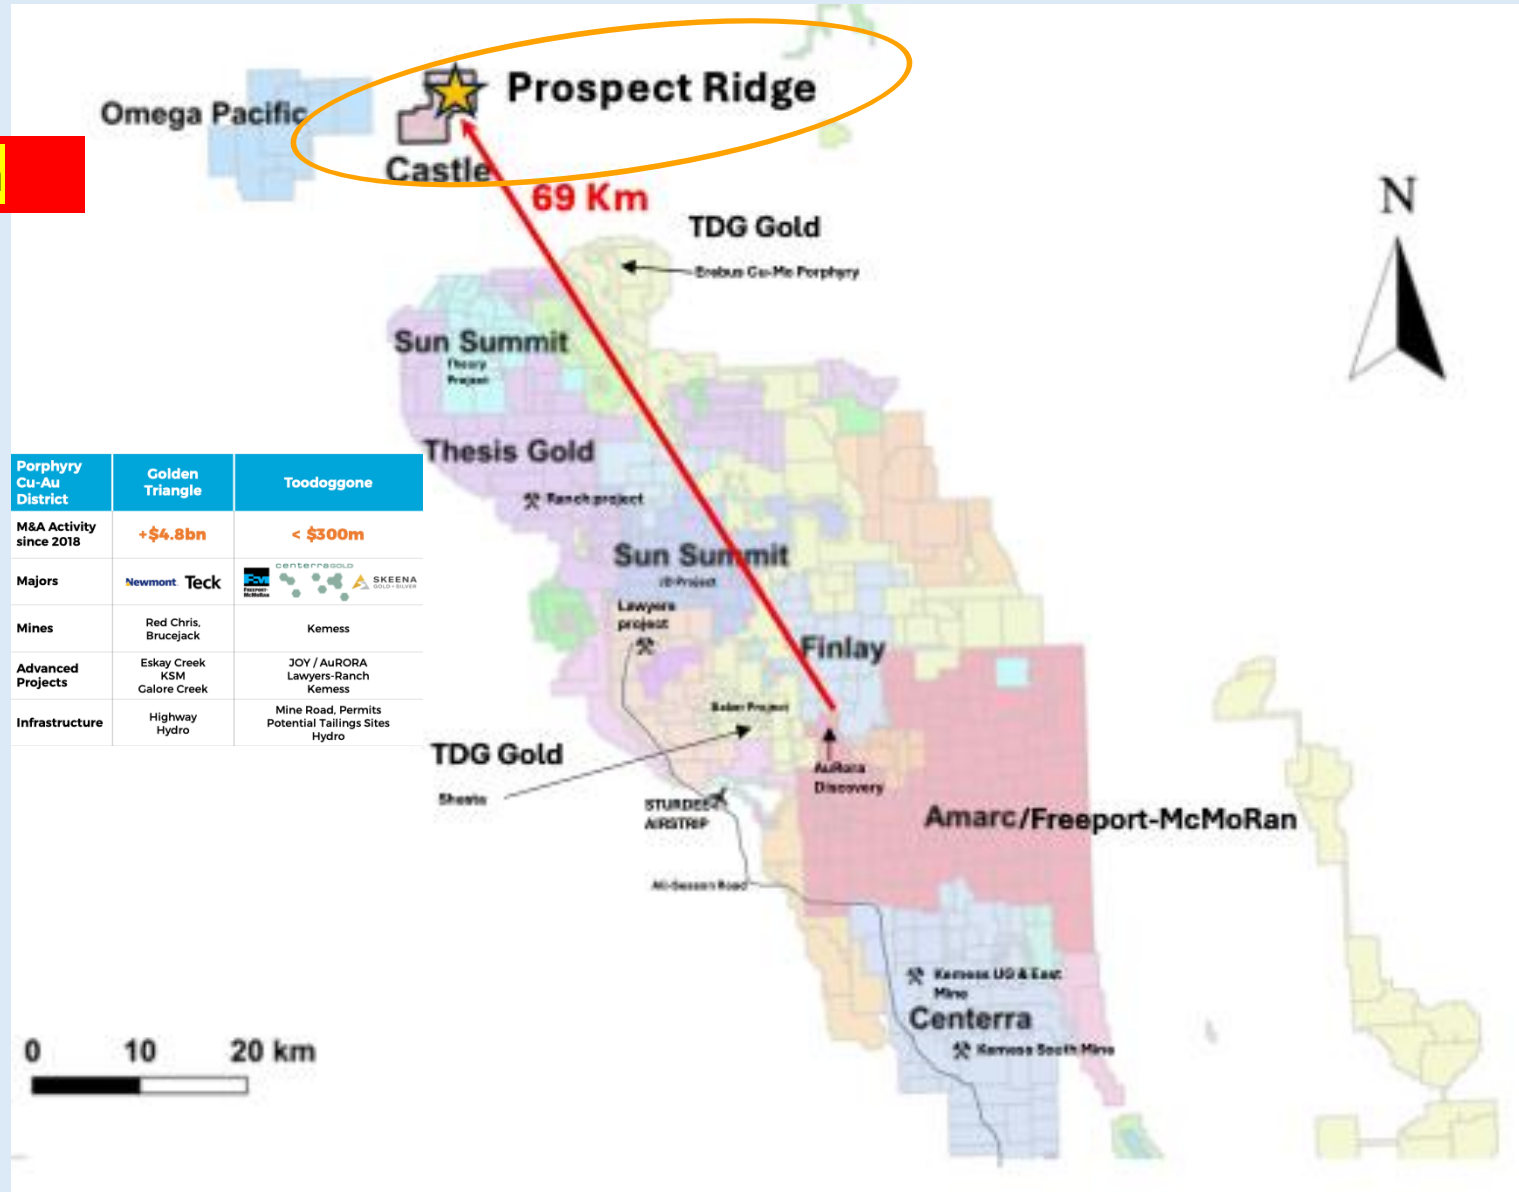 Omega Pacific
Prospect Ridge
Castle
69 Km
N
TDG Gold
Erebus Cu-Mo Porphyry
Sun Summit
Theory
Project
Thesis Gold
Ranch project
Sun Summit
JD Project
Lawyers
project
Finlay
Baker Project
TDG Gold
Shasta
AuRora
Discovery
STURDEE
AIRSTRIP
Amarc/Freeport-McMoRan
All-Season Road
Kemess UG & East
Mine
Centerra
Kemess South Mine
0 10 20 km
Porphyry
Cu-Au
District
Golden
Triangle
Toodoggone
M&A Activity
since 2018
+$4.8bn
< $300m
Majors
Newmont Teck
FCX
FREEPORT-
McMoRan
centerraGOLD
SKEENA
GOLD+SILVER
Mines
Red Chris,
Brucejack
Kemess
Advanced
Projects
Eskay Creek
KSM
Galore Creek
JOY / AuRORA
Lawyers-Ranch
Kemess
Infrastructure
Highway
Hydro
Mine Road, Permits
Potential Tailings Sites
Hydro